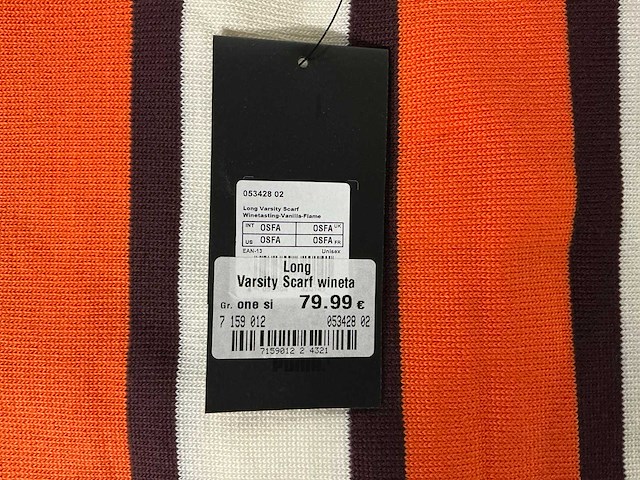 053428 02
Long Varsity Scarf
Winetasting-Vanilla-Flame
INT OSFA OSFA UK
US OSFA OSFA FR
EAN-13 Unisex
Long
Varsity Scarf wineta
Gr. one si 79.99 €
7 159 012 053428 02
7159012 2 4321
PUMA